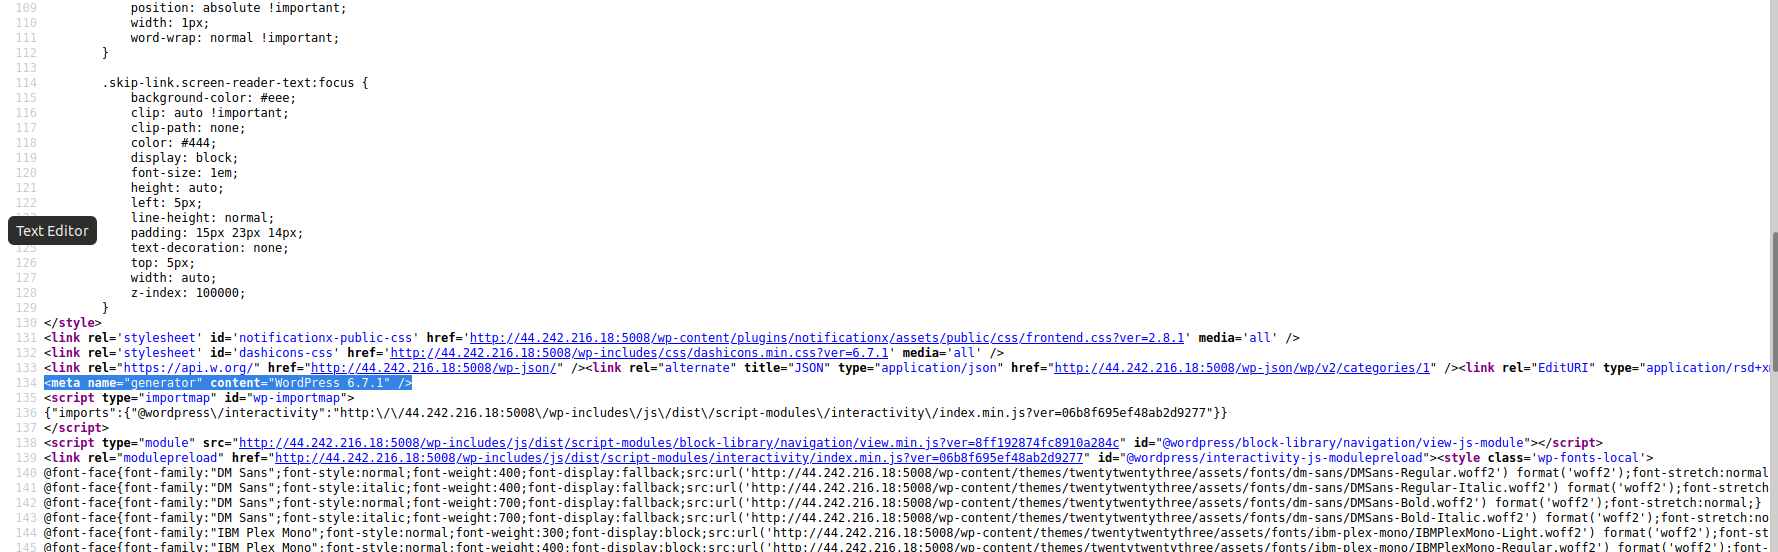 109             position: absolute !important;
110             width: 1px;
111             word-wrap: normal !important;
112         }
113
114         .skip-link.screen-reader-text:focus {
115             background-color: #eee;
116             clip: auto !important;
117             clip-path: none;
118             color: #444;
119             display: block;
120             font-size: 1em;
121             height: auto;
122             left: 5px;
line-height: normal;
Text Editor
padding: 15px 23px 14px;
125             text-decoration: none;
126             top: 5px;
127             width: auto;
128             z-index: 100000;
129         }
130 </style>
131 <link rel='stylesheet' id='notificationx-public-css' href='http://44.242.216.18:5008/wp-content/plugins/notificationx/assets/public/css/frontend.css?ver=2.8.1' media='all' />
132 <link rel='stylesheet' id='dashicons-css' href='http://44.242.216.18:5008/wp-includes/css/dashicons.min.css?ver=6.7.1' media='all' />
133 <link rel="https://api.w.org/" href="http://44.242.216.18:5008/wp-json/" /><link rel="alternate" title="JSON" type="application/json" href="http://44.242.216.18:5008/wp-json/wp/v2/categories/1" /><link rel="EditURI" type="application/rsd+x
134 <meta name="generator" content="WordPress 6.7.1" />
135 <script type="importmap" id="wp-importmap">
136 {"imports":{"@wordpress\/interactivity":"http:\/\/44.242.216.18:5008\/wp-includes\/js\/dist\/script-modules\/interactivity\/index.min.js?ver=06b8f695ef48ab2d9277"}}
137 </script>
138 <script type="module" src="http://44.242.216.18:5008/wp-includes/js/dist/script-modules/block-library/navigation/view.min.js?ver=8ff192874fc8910a284c" id="@wordpress/block-library/navigation/view-js-module"></script>
139 <link rel="modulepreload" href="http://44.242.216.18:5008/wp-includes/js/dist/script-modules/interactivity/index.min.js?ver=06b8f695ef48ab2d9277" id="@wordpress/interactivity-js-modulepreload"><style class='wp-fonts-local'>
140 @font-face{font-family:"DM Sans";font-style:normal;font-weight:400;font-display:fallback;src:url('http://44.242.216.18:5008/wp-content/themes/twentytwentythree/assets/fonts/dm-sans/DMSans-Regular.woff2') format('woff2');font-stretch:normal
141 @font-face{font-family:"DM Sans";font-style:italic;font-weight:400;font-display:fallback;src:url('http://44.242.216.18:5008/wp-content/themes/twentytwentythree/assets/fonts/dm-sans/DMSans-Regular-Italic.woff2') format('woff2');font-stretch
142 @font-face{font-family:"DM Sans";font-style:normal;font-weight:700;font-display:fallback;src:url('http://44.242.216.18:5008/wp-content/themes/twentytwentythree/assets/fonts/dm-sans/DMSans-Bold.woff2') format('woff2');font-stretch:normal;}
143 @font-face{font-family:"DM Sans";font-style:italic;font-weight:700;font-display:fallback;src:url('http://44.242.216.18:5008/wp-content/themes/twentytwentythree/assets/fonts/dm-sans/DMSans-Bold-Italic.woff2') format('woff2');font-stretch:no
144 @font-face{font-family:"IBM Plex Mono";font-style:normal;font-weight:300;font-display:block;src:url('http://44.242.216.18:5008/wp-content/themes/twentytwentythree/assets/fonts/ibm-plex-mono/IBMPlexMono-Light.woff2') format('woff2');font-st
145 @font-face{font-family:"IBM Plex Mono";font-style:normal;font-weight:400;font-display:block;src:url('http://44.242.216.18:5008/wp-content/themes/twentytwentythree/assets/fonts/ibm-plex-mono/IBMPlexMono-Regular.woff2') format('woff2');font-